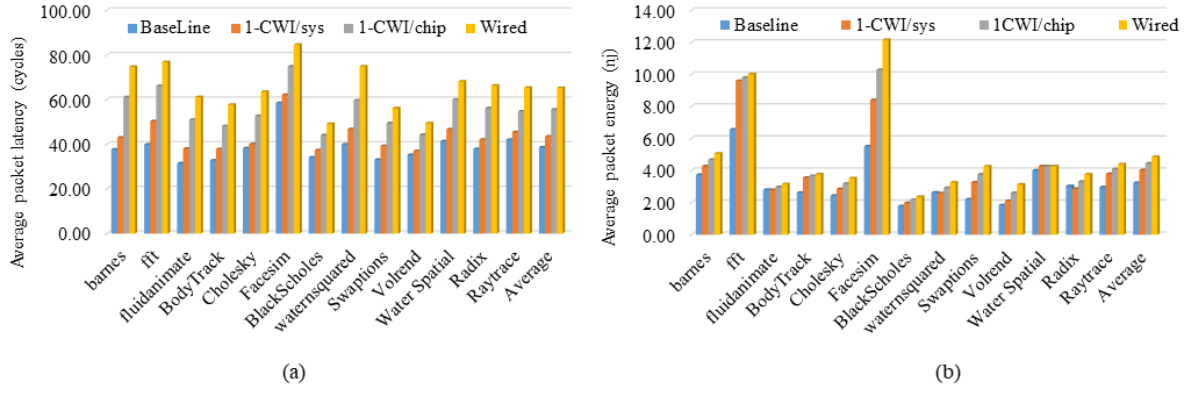 100.00
80.00
60.00
40.00
20.00
0.00
Average packet latency (cycles)
BaseLine 1-CWI/sys 1-CWI/chip Wired
barnes
fft
fluidanimate
BodyTrack
Cholesky
Facesim
BlackScholes
waternsquared
Swaptions
Volrend
Water Spatial
Radix
Raytrace
Average
(a)
14.00
12.00
10.00
8.00
6.00
4.00
2.00
0.00
Average packet energy (nj)
Baseline 1-CWI/sys 1CWI/chip Wired
barnes
fft
fluidanimate
BodyTrack
Cholesky
Facesim
BlackScholes
waternsquared
Swaptions
Volrend
Water Spatial
Radix
Raytrace
Average
(b)